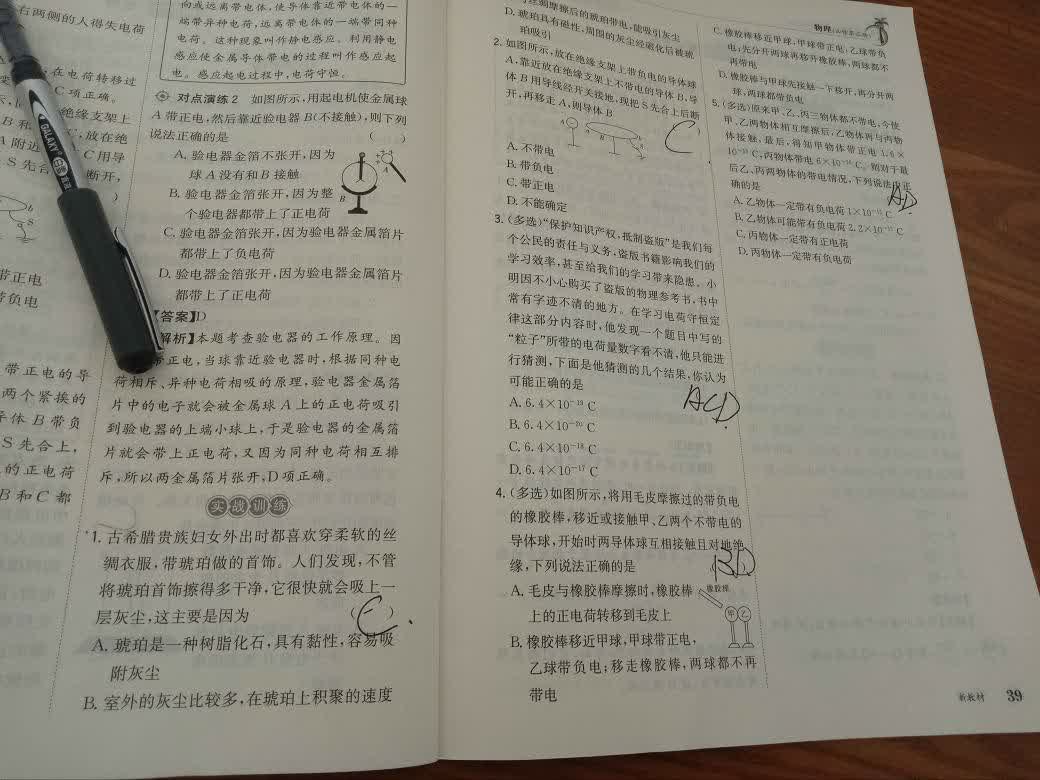 右两侧的人得失电荷
在电荷转移过
C项正确。
绝缘支架上
放在绝
C用导
断开,
S先合
带正电
带负电
带正电的导
两个紧挨的
导体B带负
S先合上,
的正电荷
B和C都
向或远离带电体,使导体靠近带电体的一
端带异种电荷,远离带电体的一端带同种
电荷。这种现象叫作静电感应。利用静电
感应使金属导体带电的过程叫作感应起
电。感应起电过程中,电荷守恒。
对点演练2 如图所示,用起电机使金属球
A带正电,然后靠近验电器B(不接触),则下列
说法正确的是 ( )
A. 验电器金箔不张开,因为
球A没有和B接触
B. 验电器金箔张开,因为整
个验电器都带上了正电荷
C. 验电器金箔张开,因为验电器金属箔片
都带上了负电荷
D. 验电器金箔张开,因为验电器金属箔片
都带上了正电荷
A
B
【答案】D
解析】本题考查验电器的工作原理。因
带正电,当球靠近验电器时,根据同种电
荷相斥、异种电荷相吸的原理,验电器金属箔
片中的电子就会被金属球A上的正电荷吸引
到验电器的上端小球上,于是验电器的金属箔
片就会带上正电荷,又因为同种电荷相互排
斥,所以两金属箔片张开,D项正确。
实战训练
*1. 古希腊贵族妇女外出时都喜欢穿柔软的丝
绸衣服,带琥珀做的首饰。人们发现,不管
将琥珀首饰擦得多干净,它很快就会吸上一
层灰尘,这主要是因为 (C)
A. 琥珀是一种树脂化石,具有黏性,容易吸
附灰尘
B. 室外的灰尘比较多,在琥珀上积聚的速度
丝绸摩擦后的琥珀带电,能吸引灰尘
D. 琥珀具有磁性,周围的灰尘经磁化后被琥
珀吸引
2. 如图所示,放在绝缘支架上带负电的导体球
A,靠近放在绝缘支架上不带电的导体B,导
体B用导线经开关接地,现把S先合上后断
开,再移走A,则导体B
C
A. 不带电
B. 带负电
C. 带正电
D. 不能确定
3. (多选)“保护知识产权,抵制盗版”是我们每
个公民的责任与义务,盗版书籍影响我们的
学习效率,甚至给我们的学习带来隐患。小
明因不小心购买了盗版的物理参考书,书中
常有字迹不清的地方。在学习电荷守恒定
律这部分内容时,他发现一个题目中写的
“粒子”所带的电荷量数字看不清,他只能进
行猜测,下面是他猜测的几个结果,你认为
可能正确的是
ACD
A. 6.4×10⁻¹⁹ C
B. 6.4×10⁻²⁰ C
C. 6.4×10⁻¹⁸ C
D. 6.4×10⁻¹⁷ C
4. (多选)如图所示,将用毛皮摩擦过的带负电
的橡胶棒,移近或接触甲、乙两个不带电的
导体球,开始时两导体球互相接触且对地绝
缘,下列说法正确的是 (BD)
A. 毛皮与橡胶棒摩擦时,橡胶棒
上的正电荷转移到毛皮上
B. 橡胶棒移近甲球,甲球带正电,
乙球带负电;移走橡胶棒,两球都不再
带电
橡胶棒
甲 乙
物理
C. 橡胶棒移近甲球,甲球带正电,乙球带负
电;先分开两球再移开橡胶棒,两球都不
再带电
D. 橡胶棒与甲球先接触一下移开,再分开两
球,两球都带负电
5. (多选)原来甲、乙、丙三物体都不带电,今使
甲、乙两物体相互摩擦后,乙物体再与丙物
体接触,最后,得知甲物体带正电1.6×
10⁻¹⁵ C,丙物体带电
则对于最
后乙、丙两物体的带电情况,下列说法中正
确的是
AD
A. 乙物体一定带有负电荷
B. 乙物体可能带有负电荷
C. 丙物体一定带有正电荷
D. 丙物体一定带有负电荷
新教材 39
GALAXY